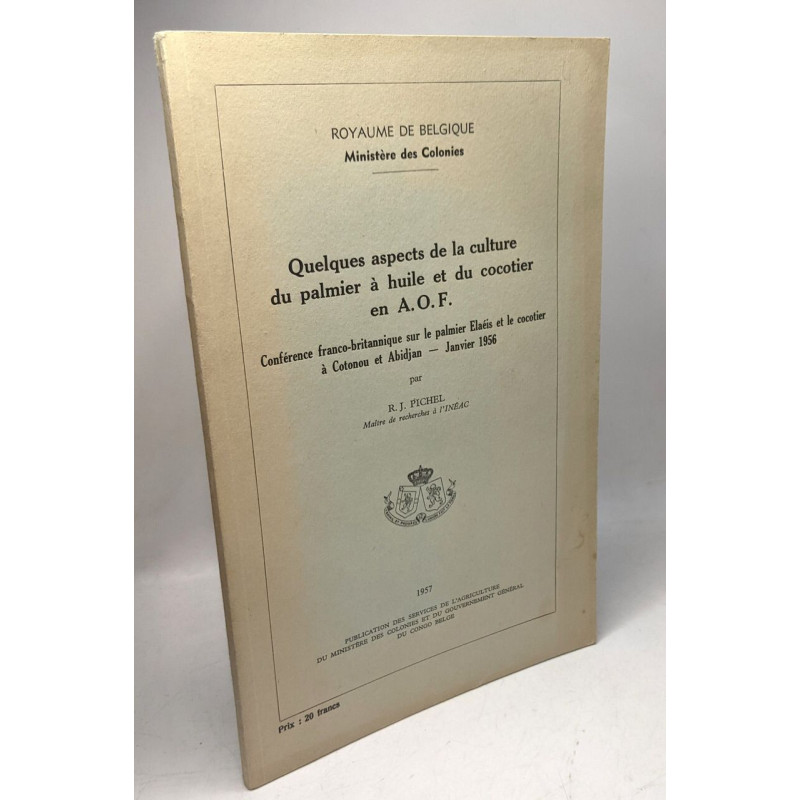 ROYAUME DE BELGIQUE
Ministère des Colonies
Quelques aspects de la culture
du palmier à huile et du cocotier
en A.O.F.
Conférence franco-britannique sur le palmier Elaéis et le cocotier
à Cotonou et Abidjan — Janvier 1956
par
R. J. PICHEL
Maître de recherches à l'INÉAC
1957
PUBLICATION DES SERVICES DE L'AGRICULTURE
DU MINISTÈRE DES COLONIES ET DU GOUVERNEMENT GÉNÉRAL
DU CONGO BELGE
Prix : 20 francs